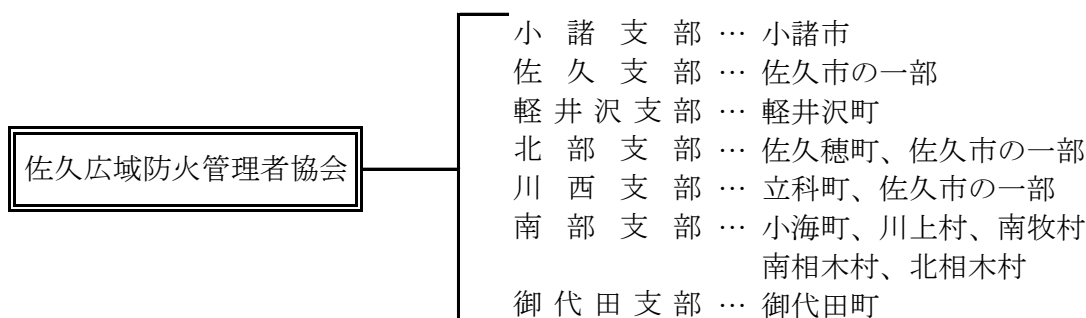 佐久広域防火管理者協会
小諸支部 … 小諸市
佐久支部 … 佐久市の一部
軽井沢支部 … 軽井沢町
北部支部 … 佐久穂町、佐久市の一部
川西支部 … 立科町、佐久市の一部
南部支部 … 小海町、川上村、南牧村
南相木村、北相木村
御代田支部 … 御代田町